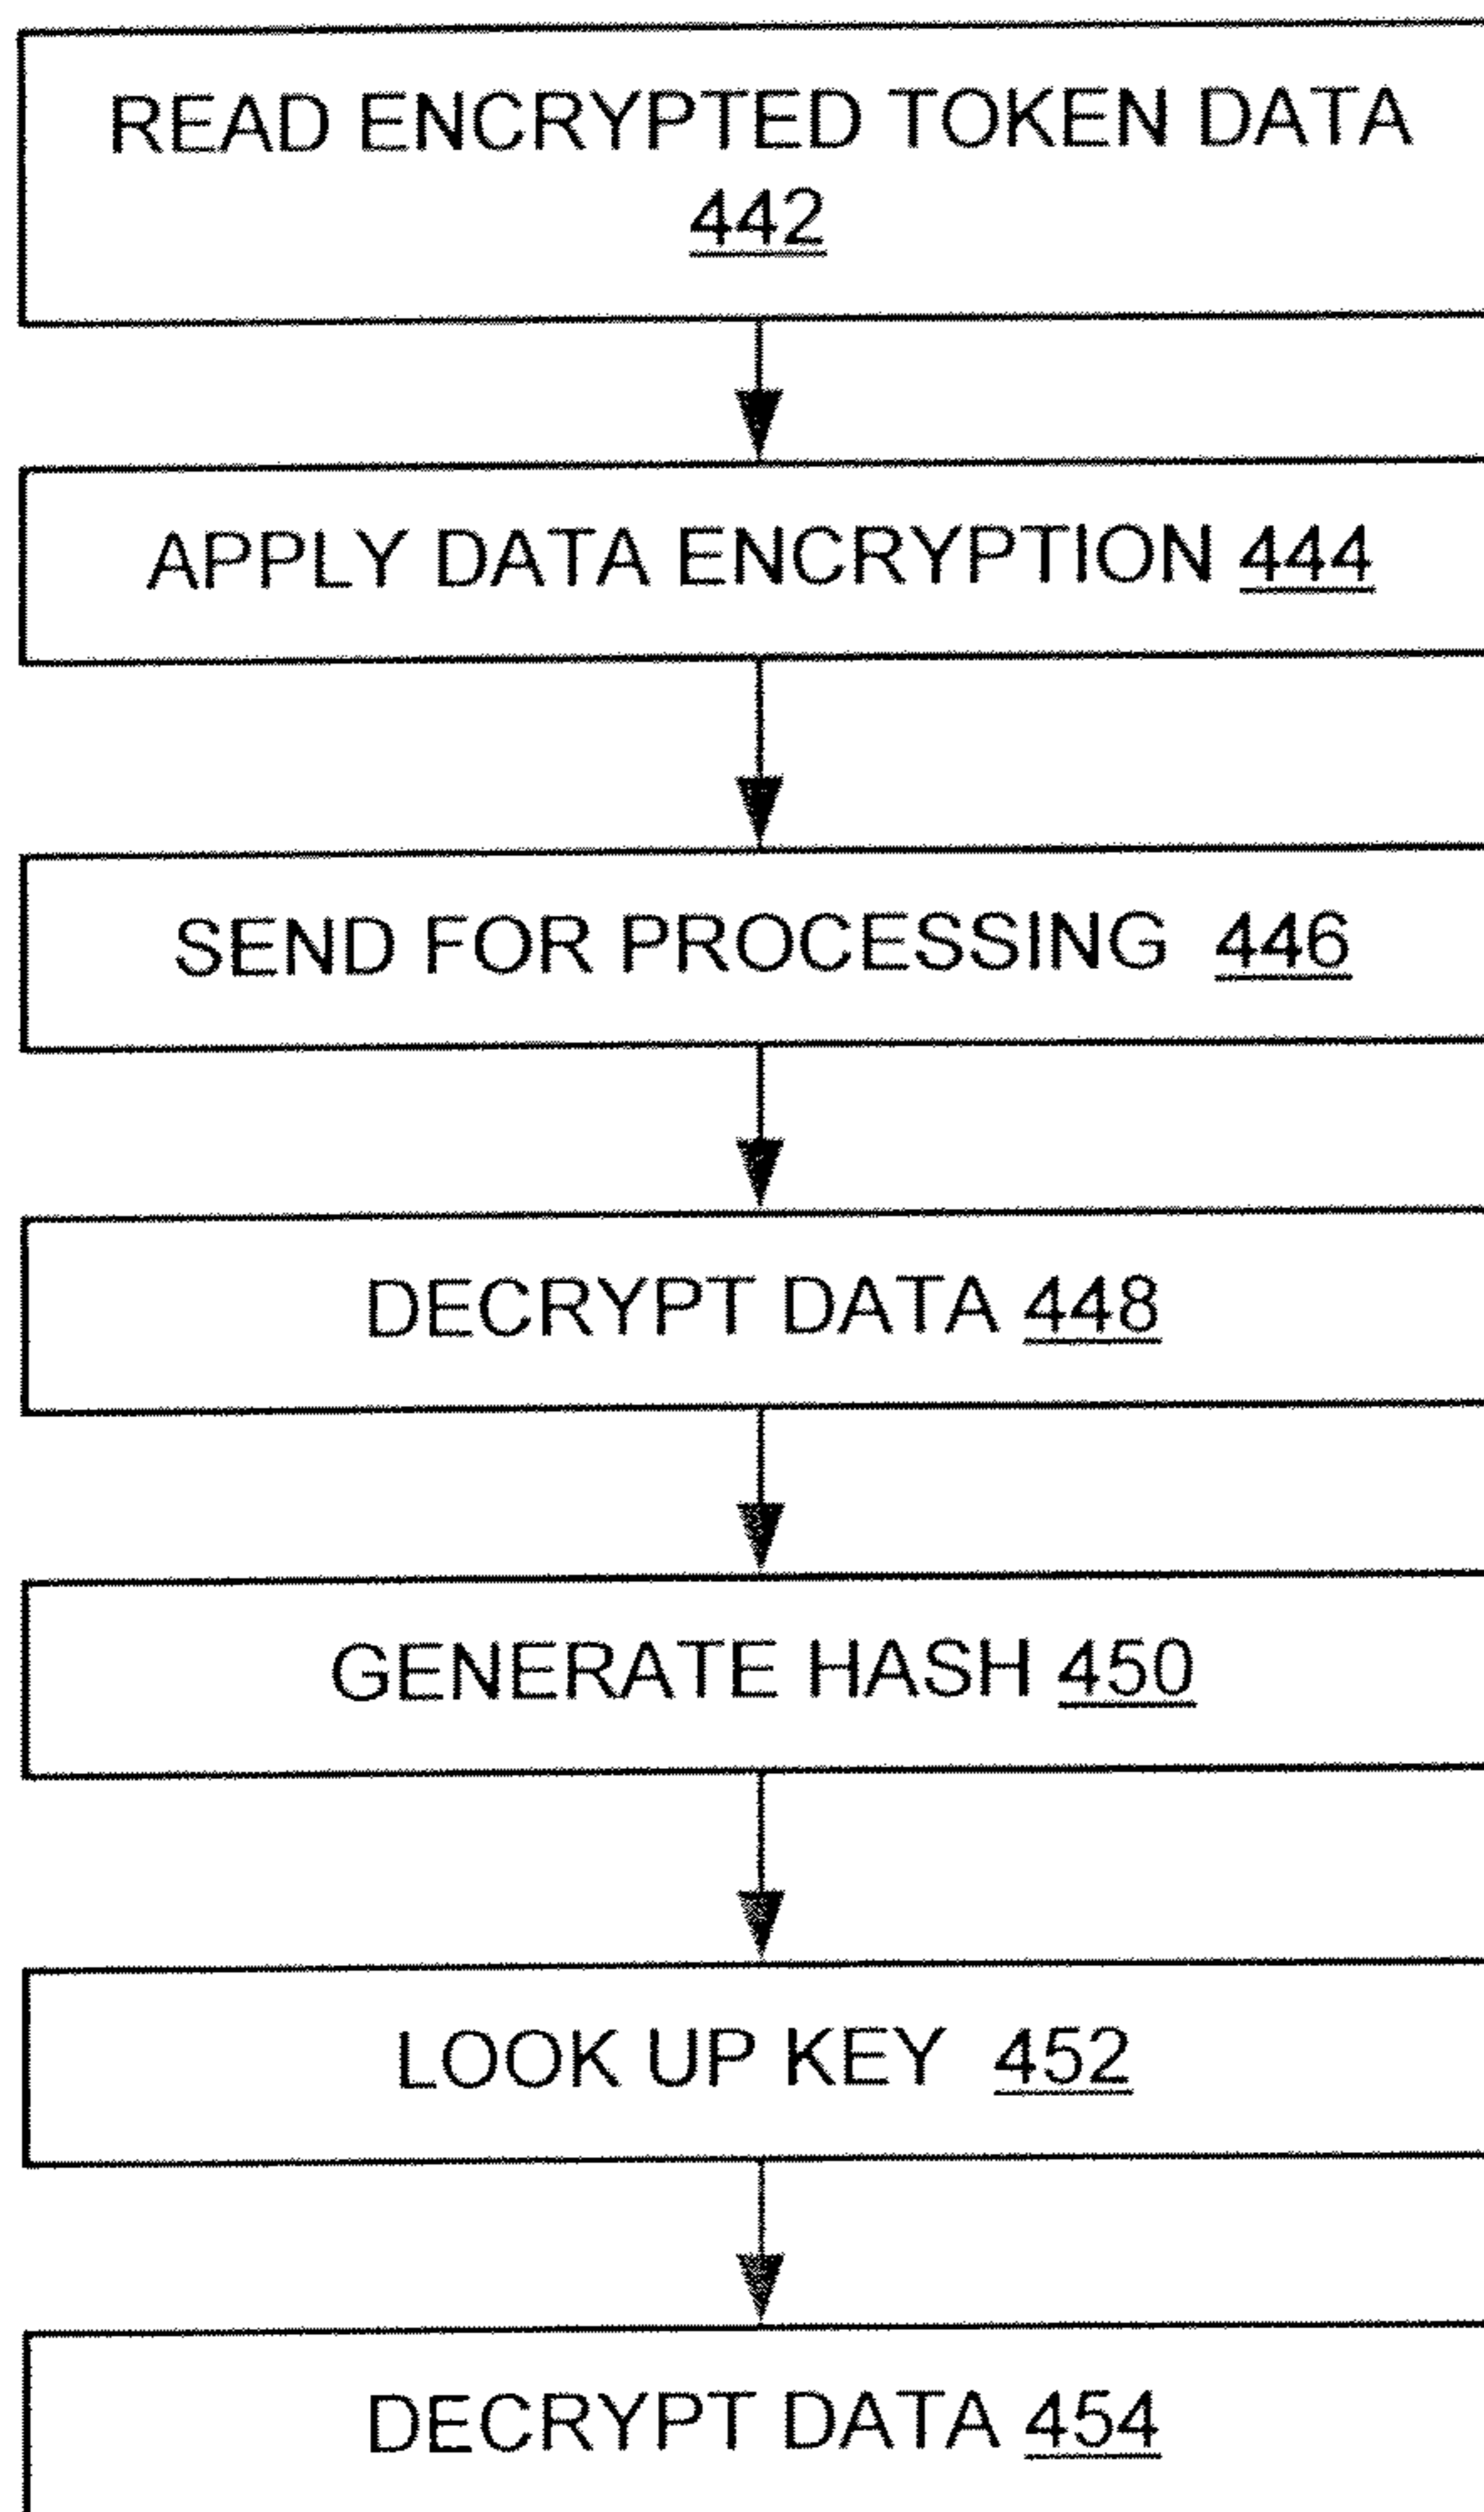 READ ENCRYPTED TOKEN DATA
442
APPLY DATA ENCRYPTION 444
SEND FOR PROCESSING 446
DECRYPT DATA 448
GENERATE HASH 450
LOOK UP KEY 452
DECRYPT DATA 454